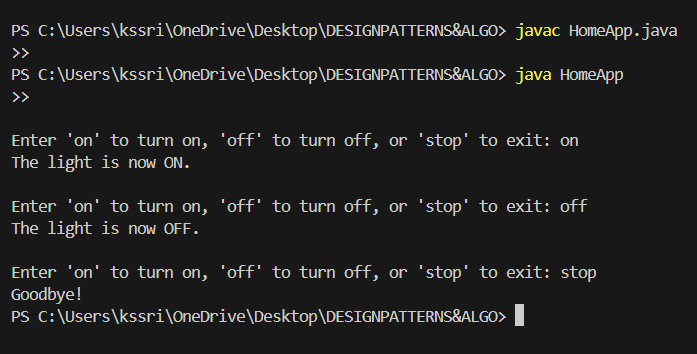 PS C:\Users\kssri\OneDrive\Desktop\DESIGNPATTERNS&ALGO> javac HomeApp.java
>>
PS C:\Users\kssri\OneDrive\Desktop\DESIGNPATTERNS&ALGO> java HomeApp
>>
Enter 'on' to turn on, 'off' to turn off, or 'stop' to exit: on
The light is now ON.
Enter 'on' to turn on, 'off' to turn off, or 'stop' to exit: off
The light is now OFF.
Enter 'on' to turn on, 'off' to turn off, or 'stop' to exit: stop
Goodbye!
PS C:\Users\kssri\OneDrive\Desktop\DESIGNPATTERNS&ALGO>